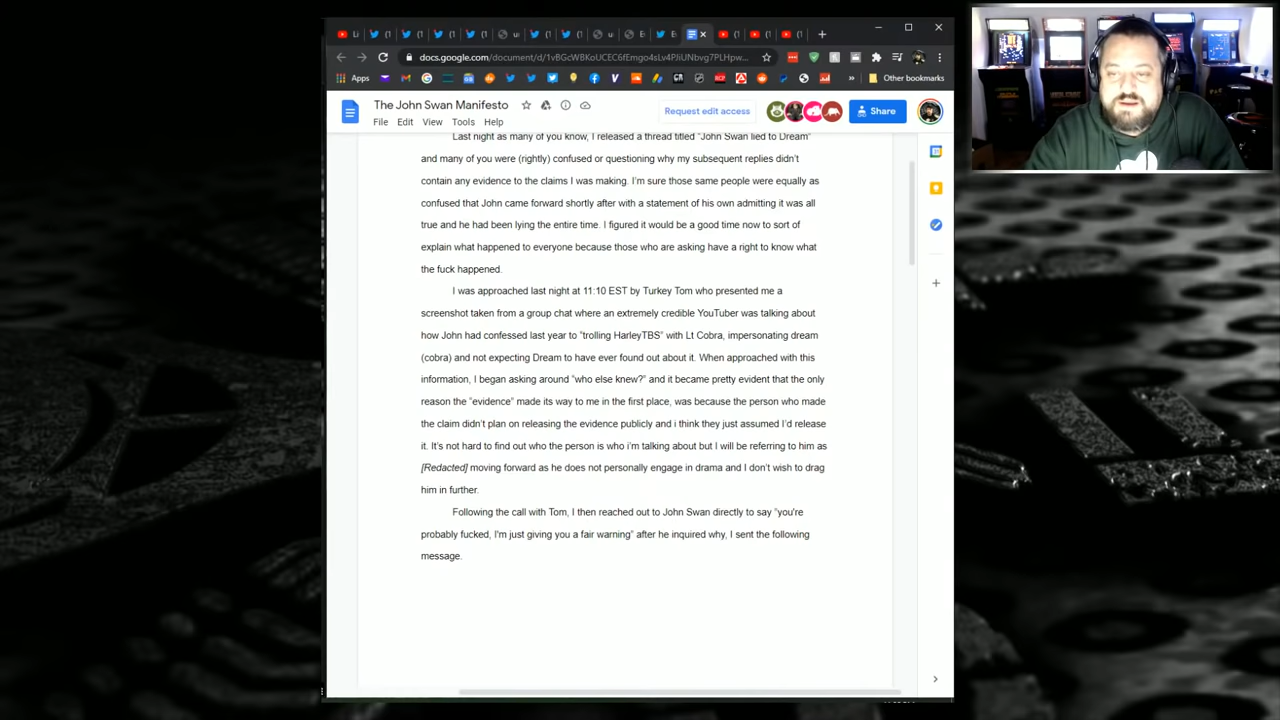 docs.google.com/document/d/1vBGcWBKoUCEC6fEmgo4sLv4PJiUNbvg7PLHpw...
Apps
Other bookmarks
The John Swan Manifesto
Request edit access
Share
File Edit View Tools Help
Last night as many of you know, I released a thread titled "John Swan lied to Dream"
and many of you were (rightly) confused or questioning why my subsequent replies didn't
contain any evidence to the claims I was making. I'm sure those same people were equally as
confused that John came forward shortly after with a statement of his own admitting it was all
true and he had been lying the entire time. I figured it would be a good time now to sort of
explain what happened to everyone because those who are asking have a right to know what
the fuck happened.
I was approached last night at 11:10 EST by Turkey Tom who presented me a
screenshot taken from a group chat where an extremely credible YouTuber was talking about
how John had confessed last year to "trolling HarleyTBS" with Lt Cobra, impersonating dream
(cobra) and not expecting Dream to have ever found out about it. When approached with this
information, I began asking around "who else knew?" and it became pretty evident that the only
reason the "evidence" made its way to me in the first place, was because the person who made
the claim didn't plan on releasing the evidence publicly and i think they just assumed I'd release
it. It's not hard to find out who the person is who i'm talking about but I will be referring to him as
[Redacted] moving forward as he does not personally engage in drama and I don't wish to drag
him in further.
Following the call with Tom, I then reached out to John Swan directly to say "you're
probably fucked, I'm just giving you a fair warning" after he inquired why, I sent the following
message.